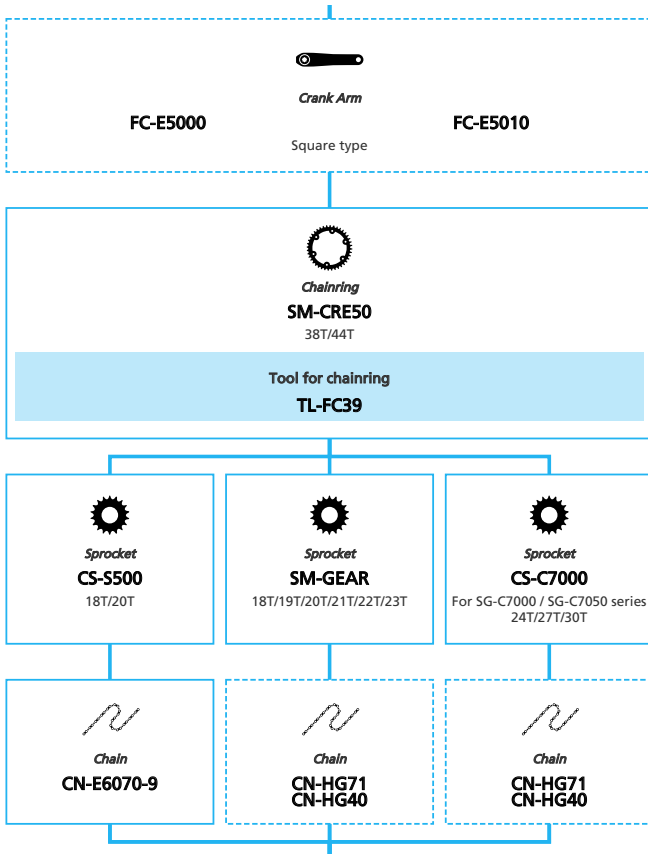 Crank Arm
FC-E5000
FC-E5010
Square type
Chainring
SM-CRE50
38T/44T
Tool for chainring
TL-FC39
Sprocket
CS-S500
18T/20T
Sprocket
SM-GEAR
18T/19T/20T/21T/22T/23T
Sprocket
CS-C7000
For SG-C7000 / SG-C7050 series
24T/27T/30T
Chain
CN-E6070-9
Chain
CN-HG71
CN-HG40
Chain
CN-HG71
CN-HG40